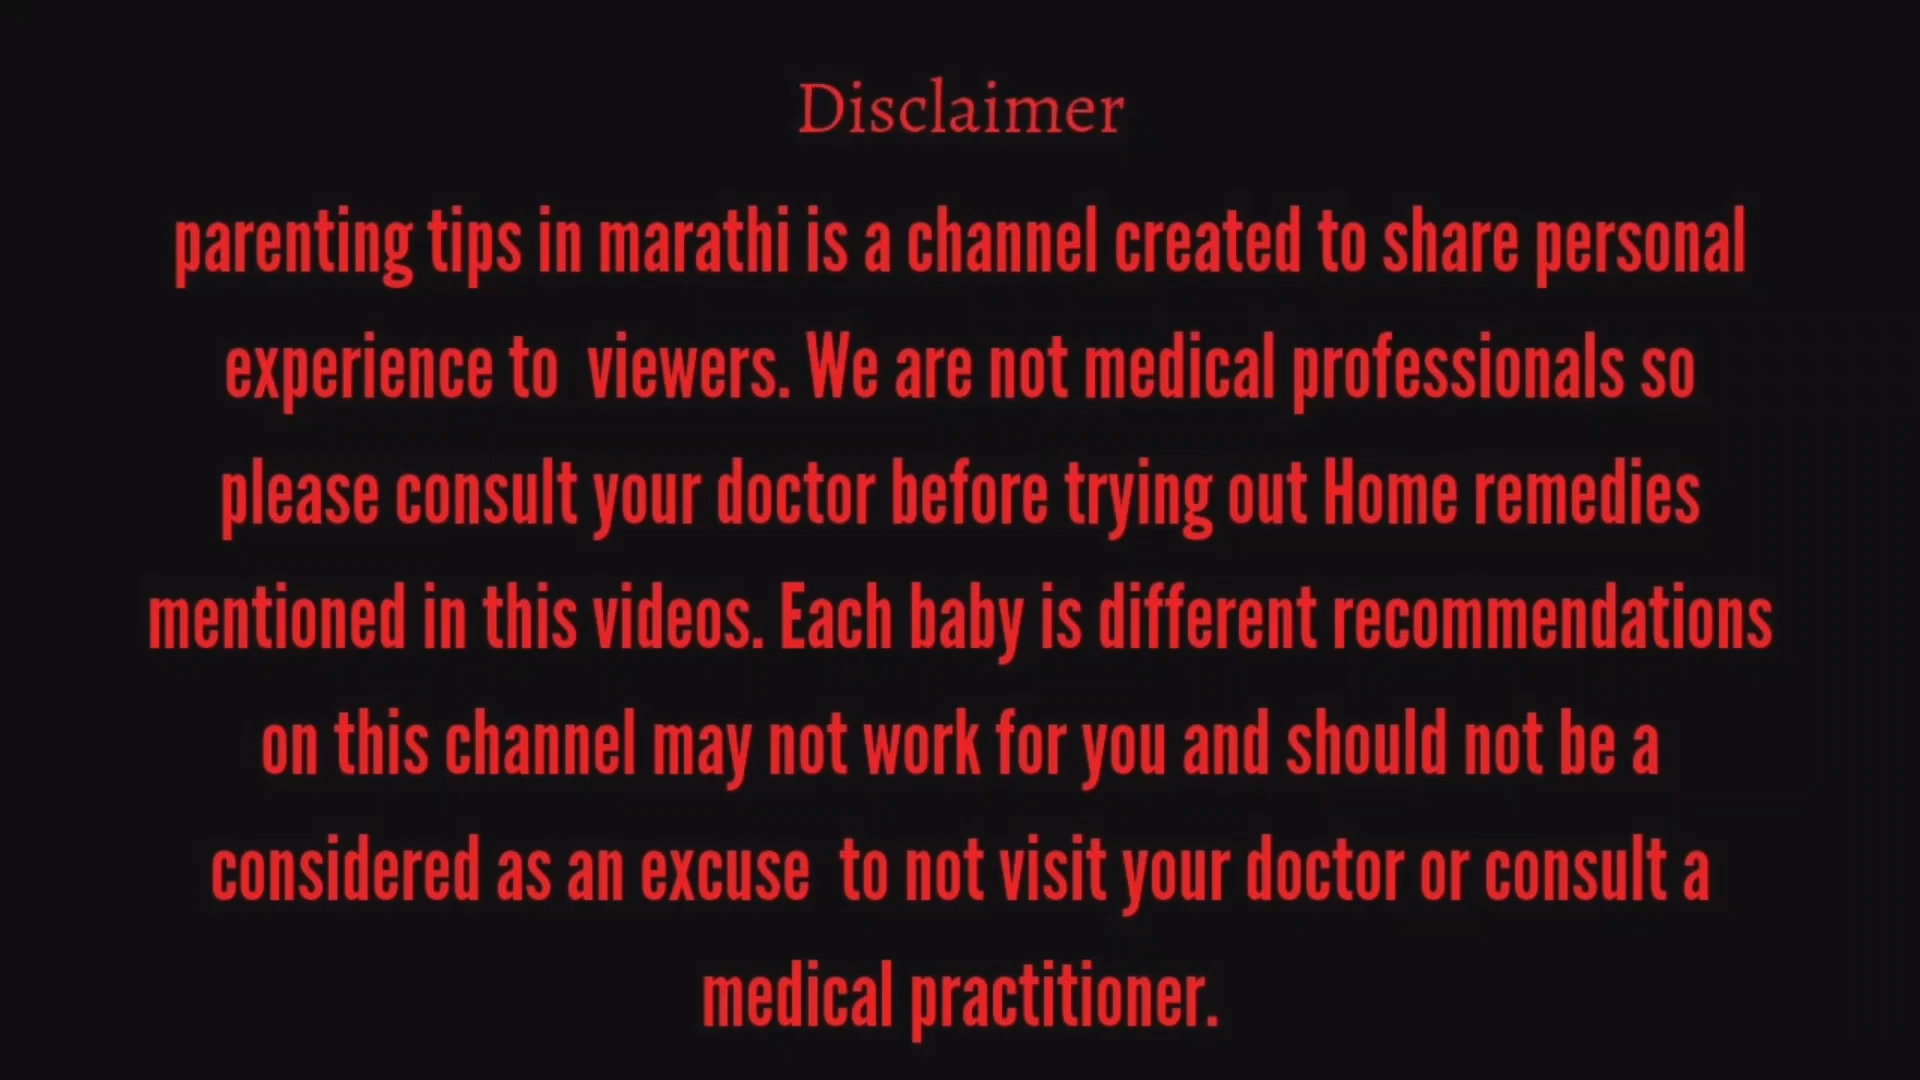 Disclaimer
parenting tips in marathi is a channel created to share personal
experience to viewers. We are not medical professionals so
please consult your doctor before trying out Home remedies
mentioned in this videos. Each baby is different recommendations
on this channel may not work for you and should not be a
considered as an excuse to not visit your doctor or consult a
medical practitioner.